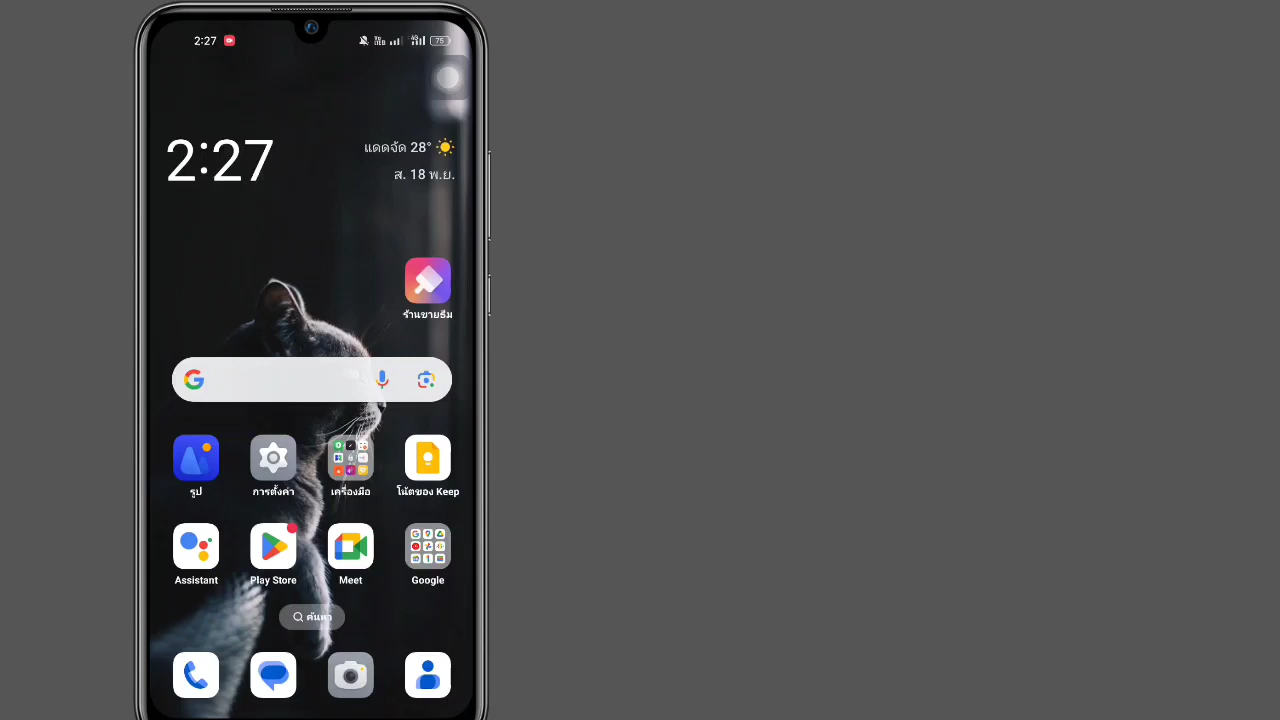 2:27
75
2:27
แดดจัด 28°
ส. 18 พ.ย.
ร้านขายธีม
รูป
การตั้งค่า
เครื่องมือ
โน้ตของ Keep
Assistant
Play Store
Meet
Google
ค้นหา